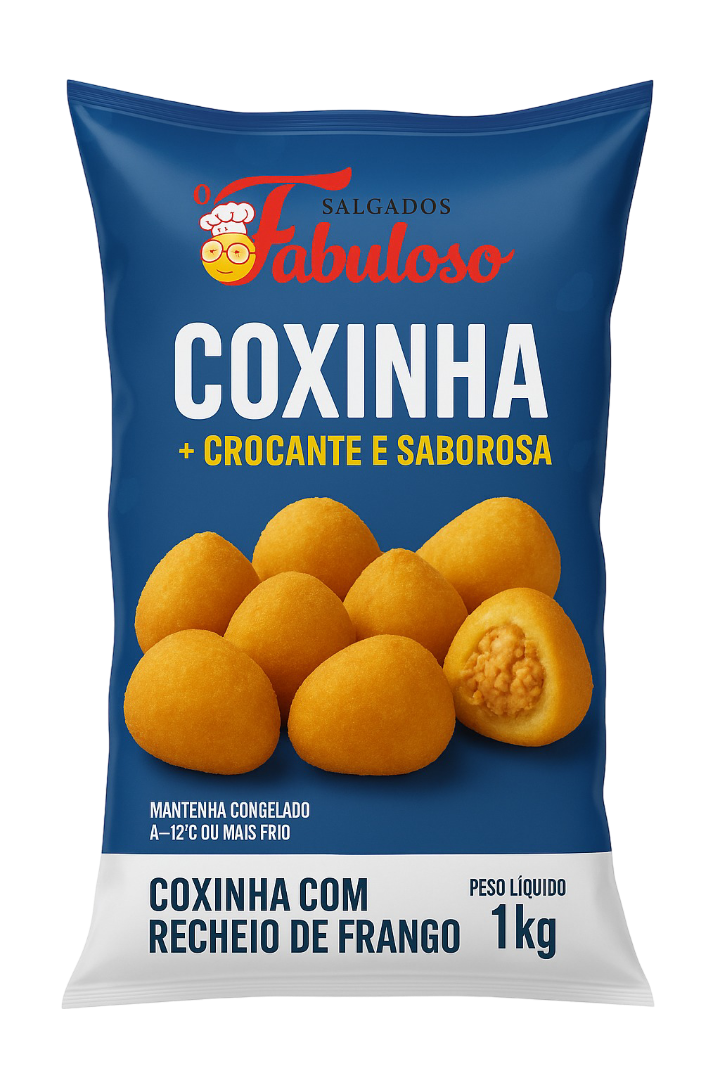 O
SALGADOS
Fabuloso
COXINHA
+ CROCANTE E SABOROSA
MANTENHA CONGELADO
A–12°C OU MAIS FRIO
COXINHA COM
RECHEIO DE FRANGO
PESO LÍQUIDO
1kg